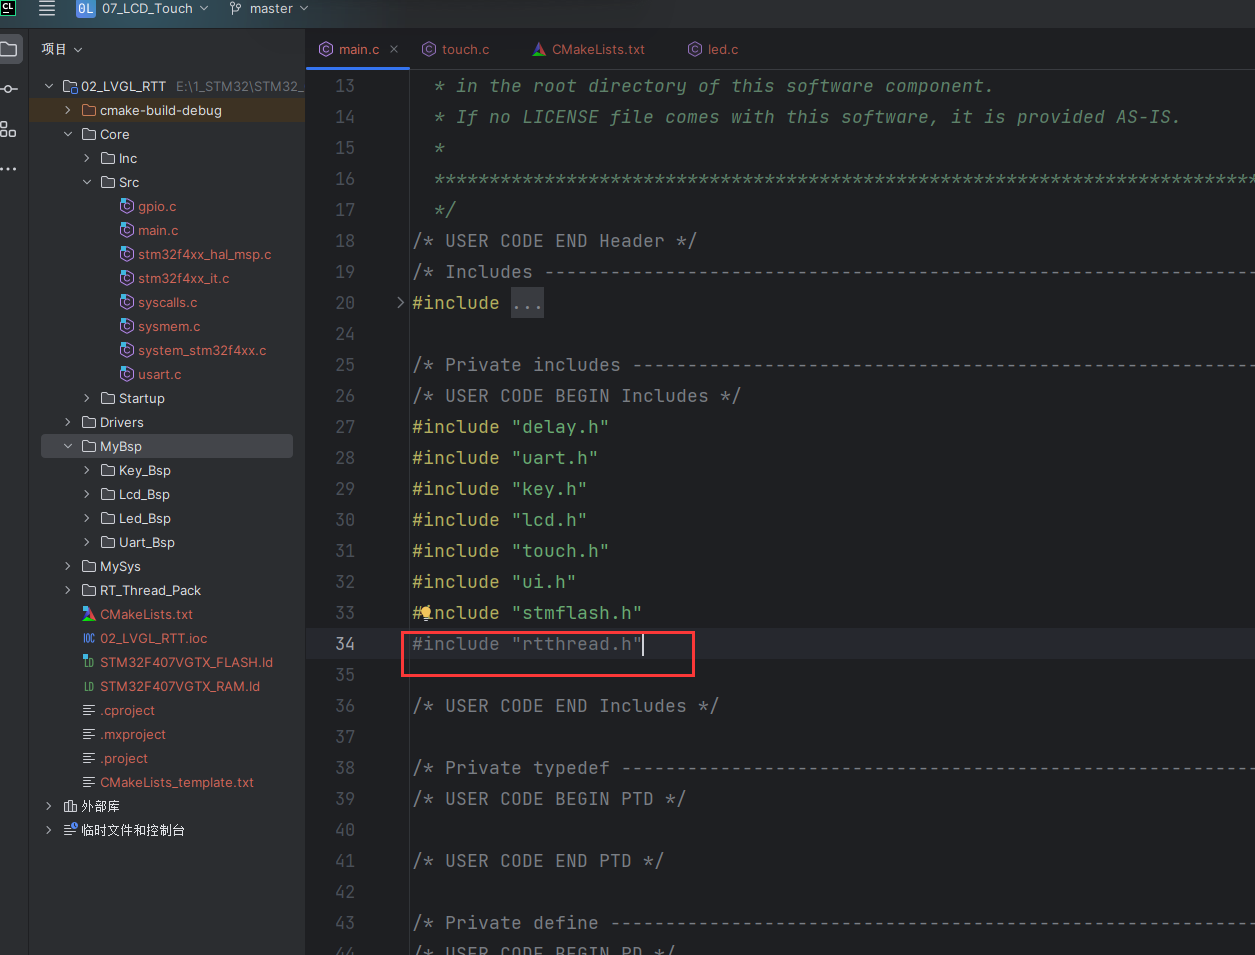 CL
0L 07_LCD_Touch master
项目
02_LVGL_RTT E:\1_STM32\STM32_
cmake-build-debug
Core
Inc
Src
gpio.c
main.c
stm32f4xx_hal_msp.c
stm32f4xx_it.c
syscalls.c
sysmem.c
system_stm32f4xx.c
usart.c
Startup
Drivers
MyBsp
Key_Bsp
Lcd_Bsp
Led_Bsp
Uart_Bsp
MySys
RT_Thread_Pack
CMakeLists.txt
IOC 02_LVGL_RTT.ioc
LD STM32F407VGTX_FLASH.ld
LD STM32F407VGTX_RAM.ld
.cproject
.mxproject
.project
CMakeLists_template.txt
外部库
临时文件和控制台
main.c × touch.c CMakeLists.txt led.c
13 * in the root directory of this software component.
14 * If no LICENSE file comes with this software, it is provided AS-IS.
15 *
16 ******************************************************************************
17 */
18 /* USER CODE END Header */
19 /* Includes ------------------------------------------------------------------
20 #include ...
24
25 /* Private includes ----------------------------------------------------------
26 /* USER CODE BEGIN Includes */
27 #include "delay.h"
28 #include "uart.h"
29 #include "key.h"
30 #include "lcd.h"
31 #include "touch.h"
32 #include "ui.h"
33 #include "stmflash.h"
34 #include "rtthread.h"
35
36 /* USER CODE END Includes */
37
38 /* Private typedef -----------------------------------------------------------
39 /* USER CODE BEGIN PTD */
40
41 /* USER CODE END PTD */
42
43 /* Private define ------------------------------------------------------------
44 /* USER CODE BEGIN PD */